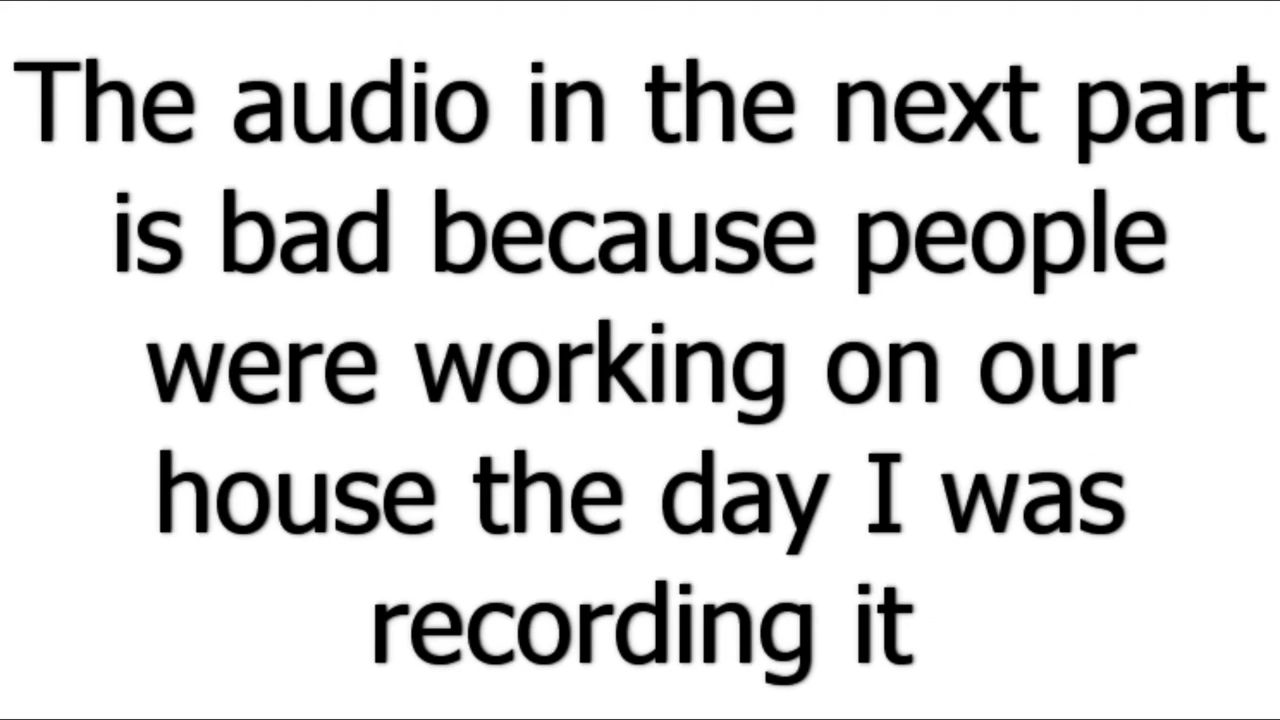 The audio in the next part
is bad because people
were working on our
house the day I was
recording it